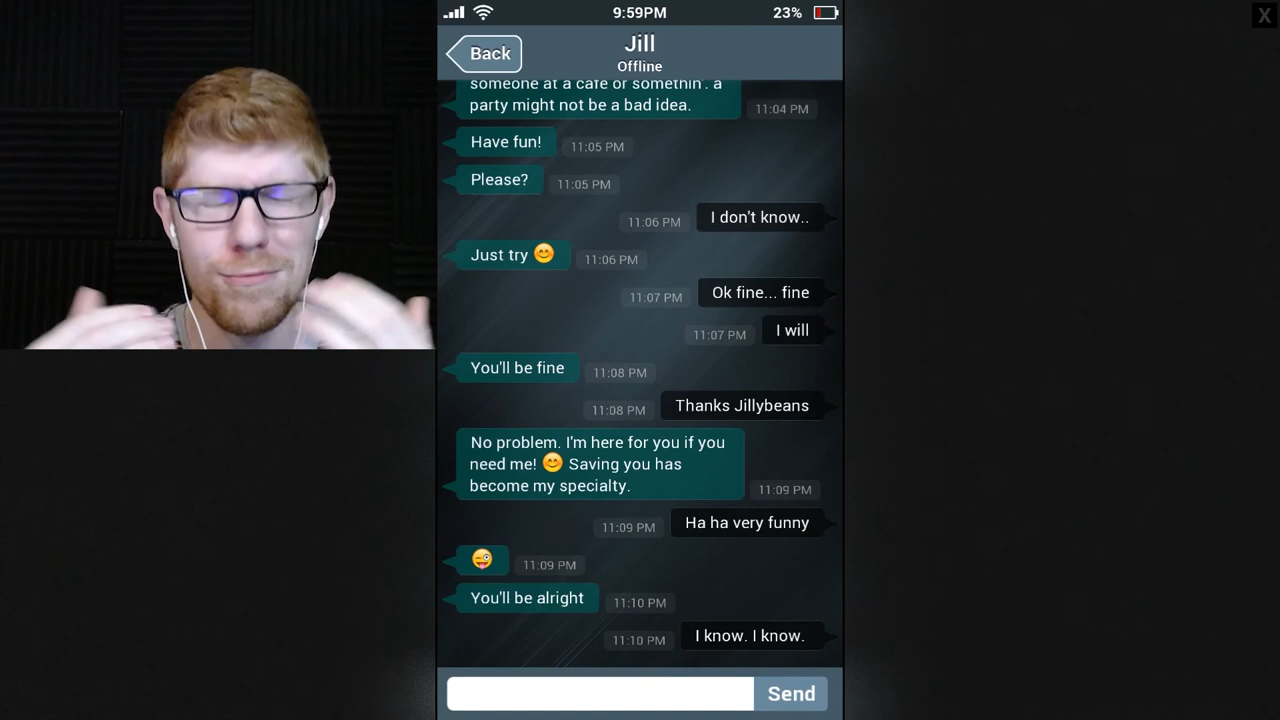 9:59PM
23%
X
Back
Jill
Offline
someone at a cafe or somethin'. a
party might not be a bad idea.
11:04 PM
Have fun!
11:05 PM
Please?
11:05 PM
11:06 PM
I don't know..
Just try 😊
11:06 PM
11:07 PM
Ok fine... fine
11:07 PM
I will
You'll be fine
11:08 PM
11:08 PM
Thanks Jillybeans
No problem. I'm here for you if you
need me! 😊 Saving you has
become my specialty.
11:09 PM
11:09 PM
Ha ha very funny
😜
11:09 PM
You'll be alright
11:10 PM
11:10 PM
I know. I know.
Send